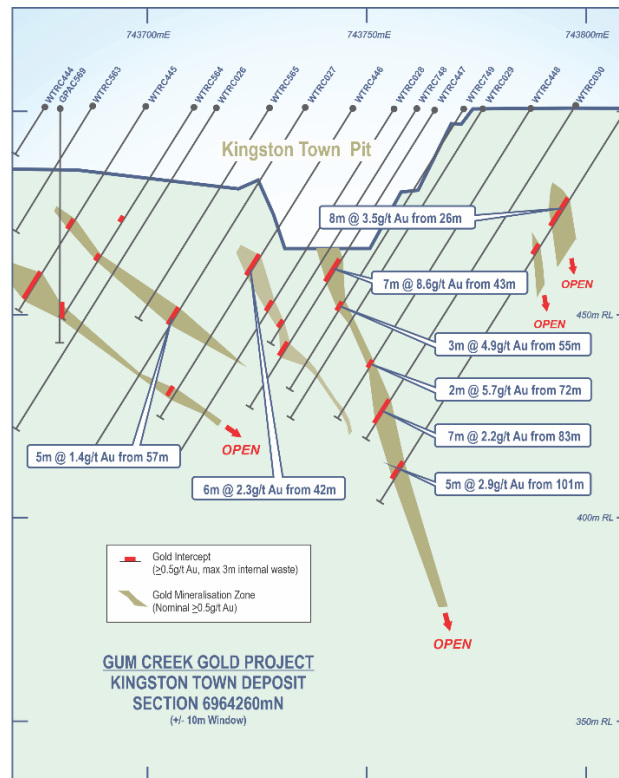 743700mE
743750mE
743800mE
WTRC444
GPAC569
WTRC563
WTRC445
WTRC564
WTRC026
WTRC565
WTRC027
WTRC446
WTRC028
WTRC748
WTRC447
WTRC749
WTRC029
WTRC448
WTRC030
Kingston Town Pit
8m @ 3.5g/t Au from 26m
7m @ 8.6g/t Au from 43m
OPEN
OPEN
450m RL
3m @ 4.9g/t Au from 55m
2m @ 5.7g/t Au from 72m
7m @ 2.2g/t Au from 83m
OPEN
5m @ 1.4g/t Au from 57m
6m @ 2.3g/t Au from 42m
5m @ 2.9g/t Au from 101m
400m RL
Gold Intercept
(≥0.5g/t Au, max 3m internal waste)
Gold Mineralisation Zone
(Nominal ≥0.5g/t Au)
OPEN
GUM CREEK GOLD PROJECT
KINGSTON TOWN DEPOSIT
SECTION 6964260mN
(+/- 10m Window)
350m RL